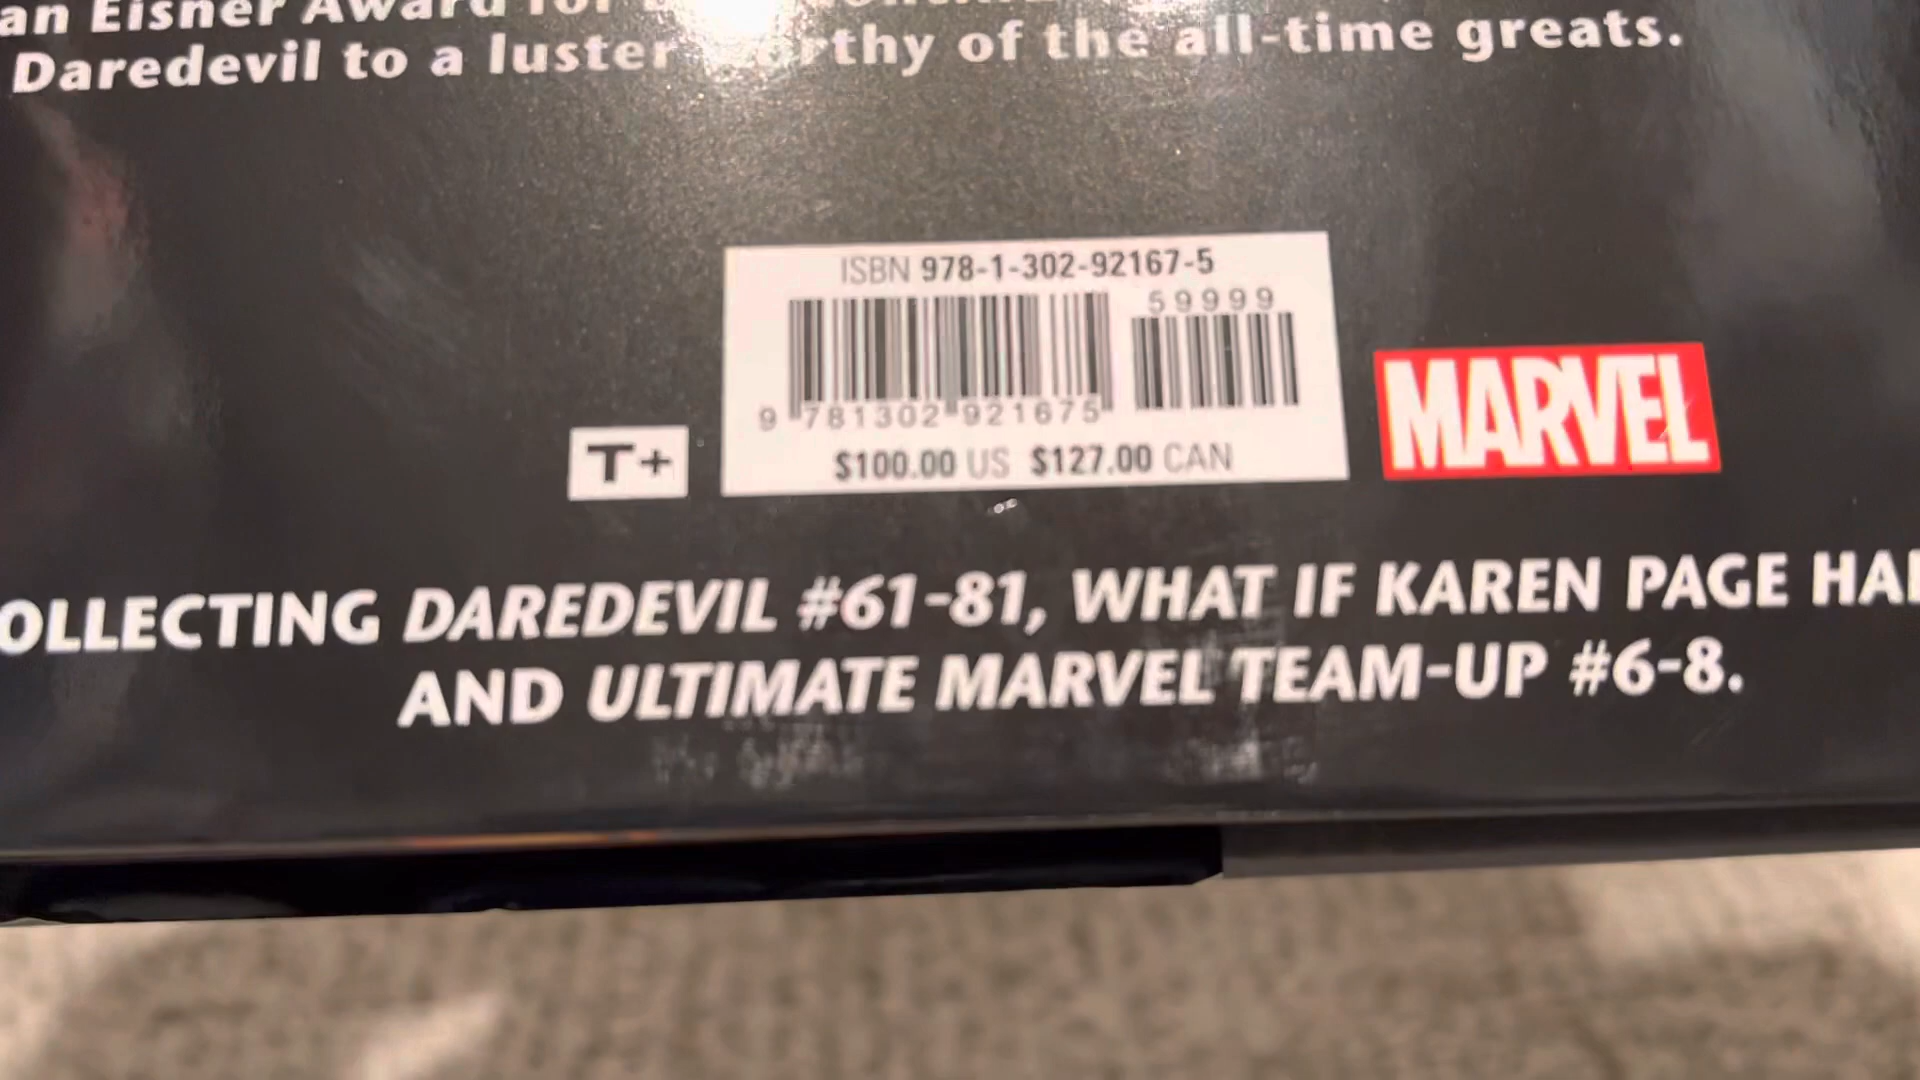 an Eisner Award for
Daredevil to a luster worthy of the all-time greats.
ISBN 978-1-302-92167-5
59999
9 781302 921675
$100.00 US $127.00 CAN
T+
MARVEL
OLLECTING DAREDEVIL #61-81, WHAT IF KAREN PAGE HA
AND ULTIMATE MARVEL TEAM-UP #6-8.